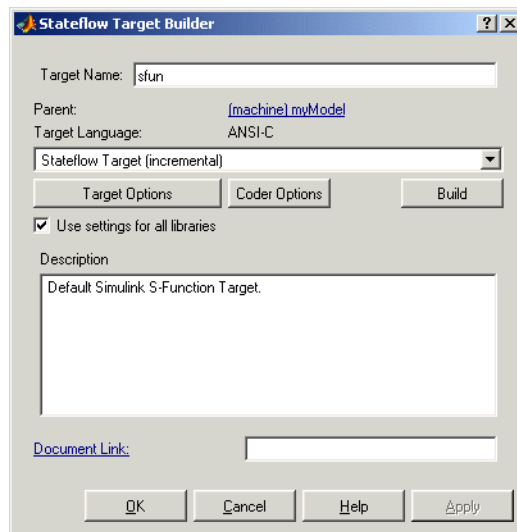 Stateflow Target Builder
Target Name: sfun
Parent: (machine) myModel
Target Language: ANSI-C
Stateflow Target (incremental)
Target Options Coder Options Build
Use settings for all libraries
Description
Default Simulink S-Function Target.
Document Link:
OK Cancel Help Apply